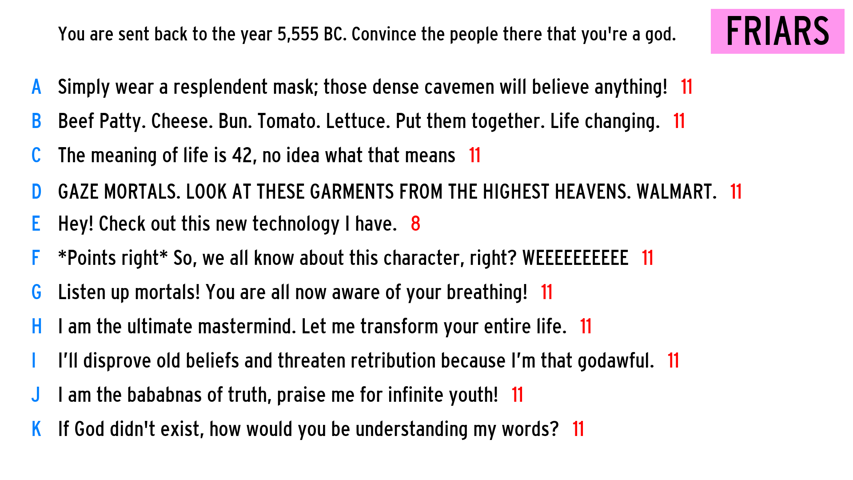 You are sent back to the year 5,555 BC. Convince the people there that you're a god.
FRIARS
A Simply wear a resplendent mask; those dense cavemen will believe anything! 11
B Beef Patty. Cheese. Bun. Tomato. Lettuce. Put them together. Life changing. 11
C The meaning of life is 42, no idea what that means 11
D GAZE MORTALS. LOOK AT THESE GARMENTS FROM THE HIGHEST HEAVENS. WALMART. 11
E Hey! Check out this new technology I have. 8
F *Points right* So, we all know about this character, right? WEEEEEEEEEE 11
G Listen up mortals! You are all now aware of your breathing! 11
H I am the ultimate mastermind. Let me transform your entire life. 11
I I’ll disprove old beliefs and threaten retribution because I’m that godawful. 11
J I am the bababnas of truth, praise me for infinite youth! 11
K If God didn't exist, how would you be understanding my words? 11